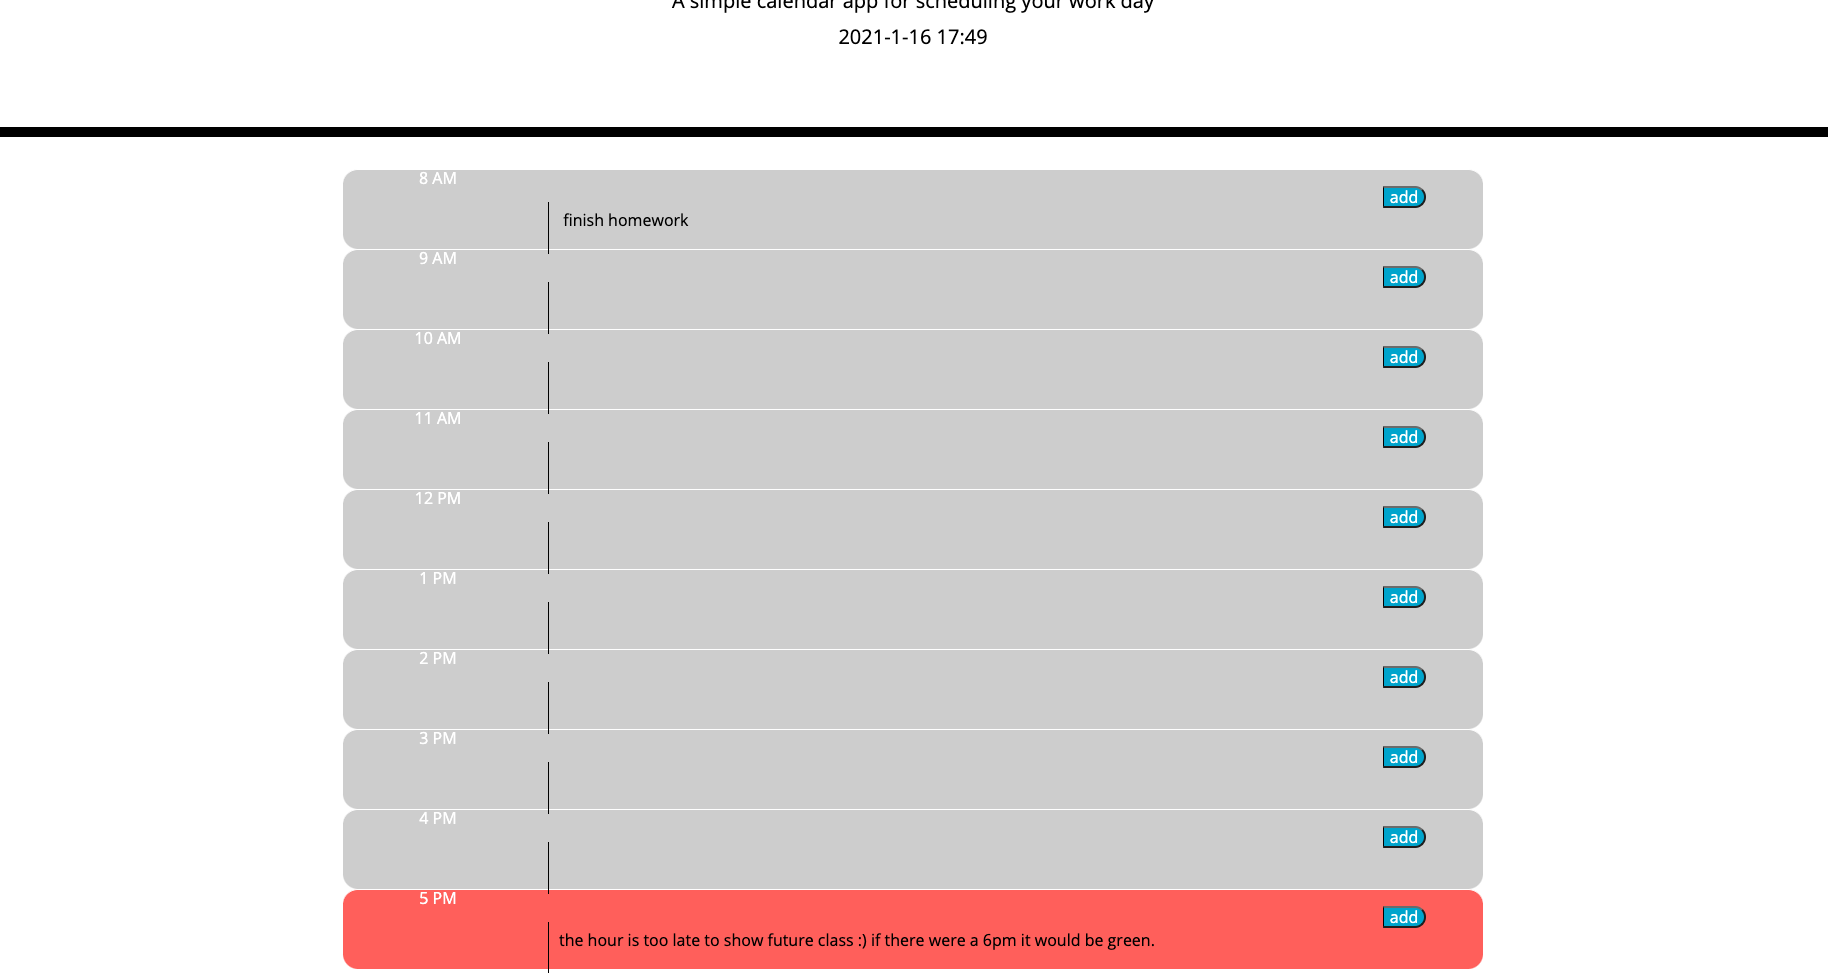 A simple calendar app for scheduling your work day
2021-1-16 17:49
8 AM
add
finish homework
9 AM
add
10 AM
add
11 AM
add
12 PM
add
1 PM
add
2 PM
add
3 PM
add
4 PM
add
5 PM
add
the hour is too late to show future class :) if there were a 6pm it would be green.